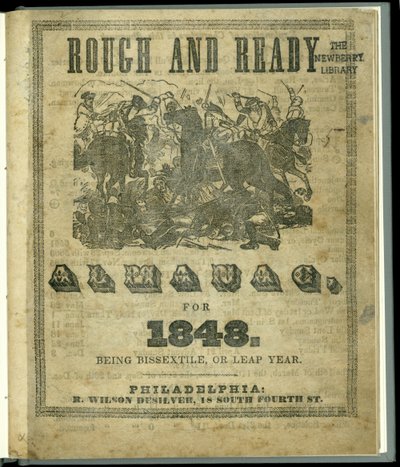 ROUGH AND READY
THE
NEWBERRY
LIBRARY
ALMANAC,
FOR
1848.
BEING BISSEXTILE, OR LEAP YEAR.
PHILADELPHIA:
R. WILSON DESILVER, 18 SOUTH FOURTH ST.